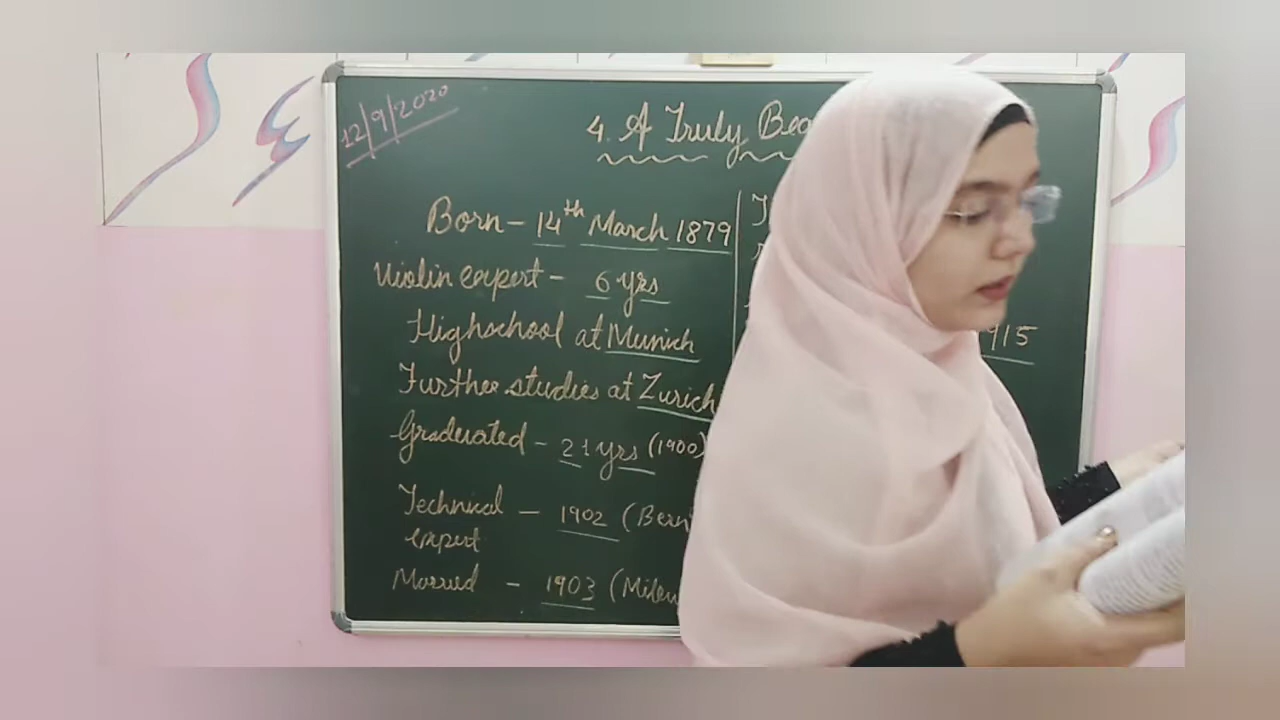 12/9/2020
4. A Truly Bea
Born - 14th March 1879
Violin expert - 6 yrs
Highschool at Munich
Further studies at Zurich
Graduated - 21 yrs (1900)
Technical - 1902 (Bern
expert
Married - 1903 (Milev
915